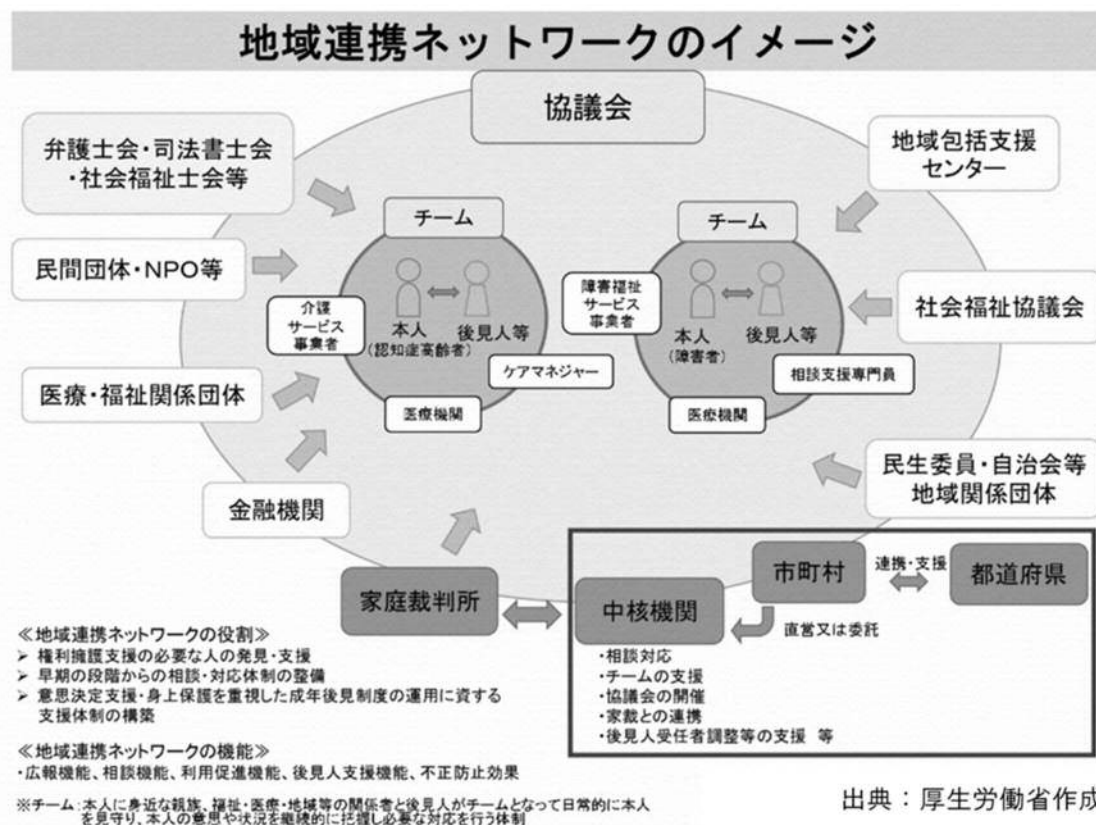 地域連携ネットワークのイメージ
協議会
弁護士会・司法書士会
・社会福祉士会等
地域包括支援
センター
チーム
チーム
民間団体・NPO等
介護
サービス
事業者
本人
(認知症高齢者)
後見人等
ケアマネジャー
医療機関
障害福祉
サービス
事業者
本人
(障害者)
後見人等
相談支援専門員
医療機関
社会福祉協議会
医療・福祉関係団体
金融機関
民生委員・自治会等
地域関係団体
家庭裁判所
中核機関
市町村
連携・支援
都道府県
直営又は委託
・相談対応
・チームの支援
・協議会の開催
・家裁との連携
・後見人受任者調整等の支援 等
≪地域連携ネットワークの役割≫
➢ 権利擁護支援の必要な人の発見・支援
➢ 早期の段階からの相談・対応体制の整備
➢ 意思決定支援・身上保護を重視した成年後見制度の運用に資する
支援体制の構築
≪地域連携ネットワークの機能≫
・広報機能、相談機能、利用促進機能、後見人支援機能、不正防止効果
※チーム:本人に身近な親族、福祉・医療・地域等の関係者と後見人がチームとなって日常的に本人
を見守り、本人の意思や状況を継続的に把握し必要な対応を行う体制
出典:厚生労働省作成